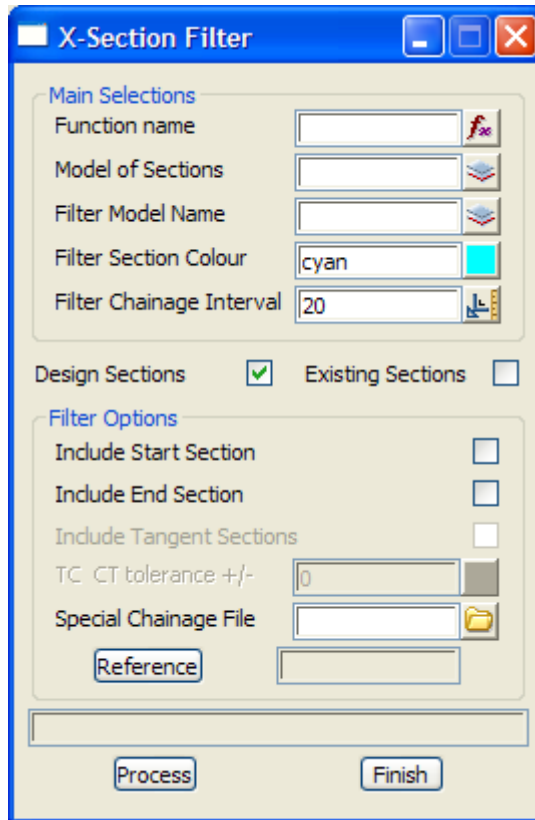 X-Section Filter
Main Selections
Function name
Model of Sections
Filter Model Name
Filter Section Colour cyan
Filter Chainage Interval 20
Design Sections Existing Sections
Filter Options
Include Start Section
Include End Section
Include Tangent Sections
TC CT tolerance +/- 0
Special Chainage File
Reference
Process Finish